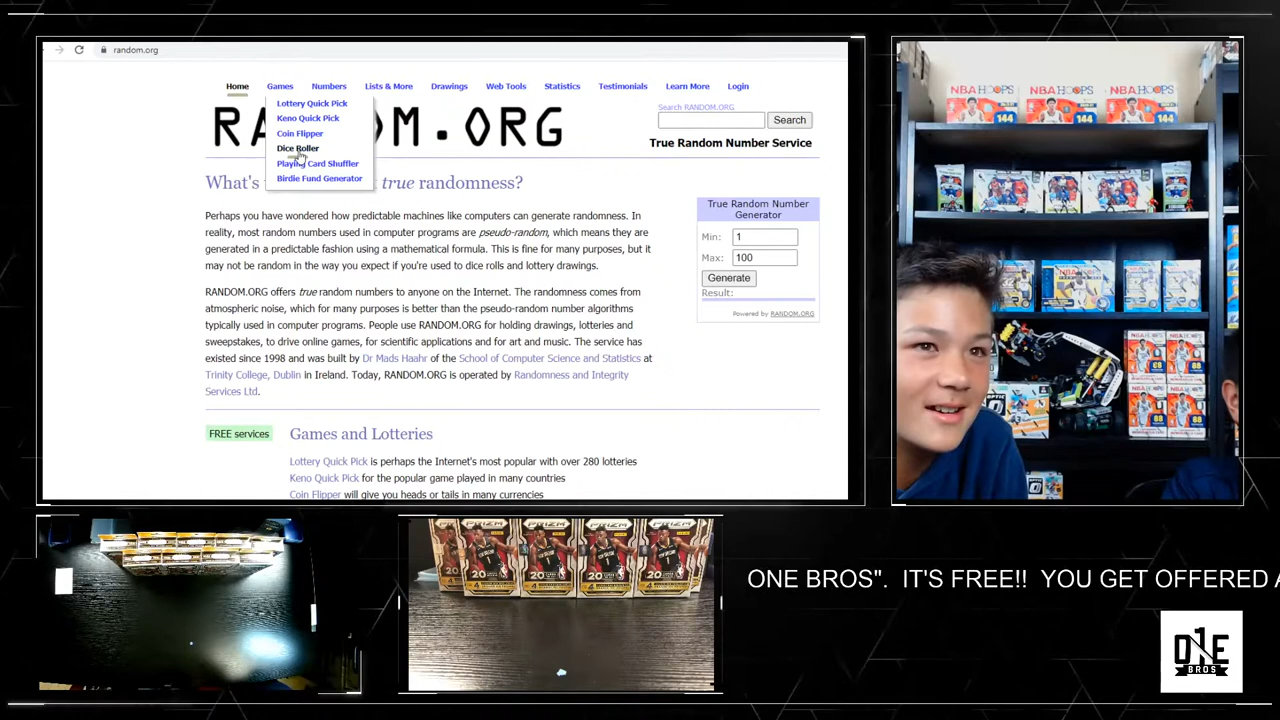 random.org
Home Games Numbers Lists & More Drawings Web Tools Statistics Testimonials Learn More Login
Lottery Quick Pick
Keno Quick Pick
Coin Flipper
Dice Roller
Playing Card Shuffler
Birdie Fund Generator
Search RANDOM.ORG
Search
True Random Number Service
What's true randomness?
Perhaps you have wondered how predictable machines like computers can generate randomness. In
reality, most random numbers used in computer programs are pseudo-random, which means they are
generated in a predictable fashion using a mathematical formula. This is fine for many purposes, but it
may not be random in the way you expect if you're used to dice rolls and lottery drawings.
RANDOM.ORG offers true random numbers to anyone on the Internet. The randomness comes from
atmospheric noise, which for many purposes is better than the pseudo-random number algorithms
typically used in computer programs. People use RANDOM.ORG for holding drawings, lotteries and
sweepstakes, to drive online games, for scientific applications and for art and music. The service has
existed since 1998 and was built by Dr Mads Haahr of the School of Computer Science and Statistics at
Trinity College, Dublin in Ireland. Today, RANDOM.ORG is operated by Randomness and Integrity
Services Ltd.
True Random Number
Generator
Min: 1
Max: 100
Generate
Result:
Powered by RANDOM.ORG
FREE services
Games and Lotteries
Lottery Quick Pick is perhaps the Internet's most popular with over 280 lotteries
Keno Quick Pick for the popular game played in many countries
Coin Flipper will give you heads or tails in many currencies
NBA HOOPS NBA HOOPS NBA HOOPS
144 144 144
OPTIC
88 88
PRIZM PRIZM PRIZM PRIZM
ONE BROS". IT'S FREE!! YOU GET OFFERED A
ONE
BROS